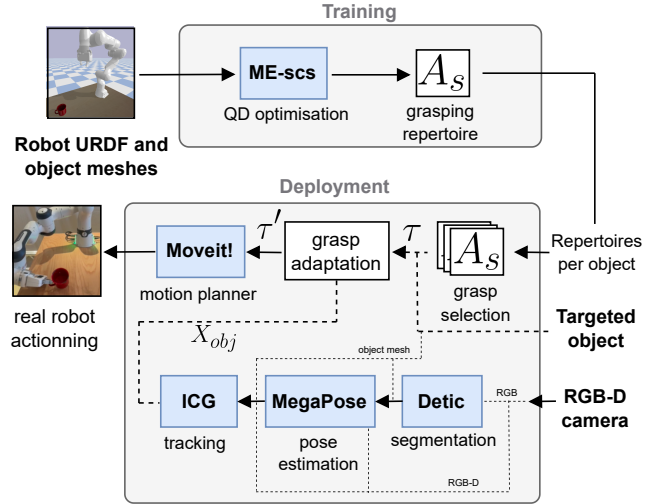 Training
ME-scs
QD optimisation
A_s
grasping
repertoire
Robot URDF and
object meshes
Deployment
Moveit!
motion planner
τ'
grasp
adaptation
τ
A_s
grasp
selection
Repertoires
per object
real robot
actionning
X_obj
Targeted
object
object mesh
ICG
tracking
MegaPose
pose
estimation
Detic
segmentation
RGB
RGB-D
RGB-D
camera